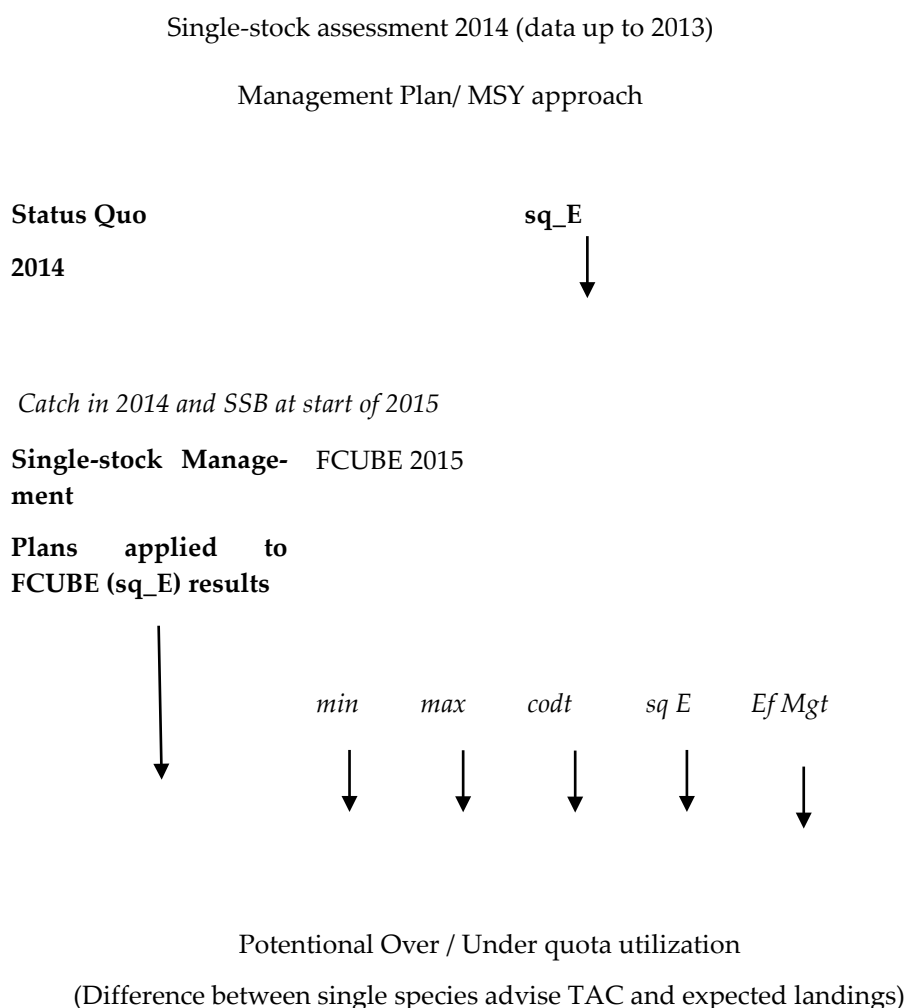 Single-stock assessment 2014 (data up to 2013)
Management Plan/ MSY approach
Status Quo
sq_E
2014
Catch in 2014 and SSB at start of 2015
Single-stock Manage-
ment
FCUBE 2015
Plans applied to
FCUBE (sq_E) results
min max codt sq E Ef Mgt
Potentional Over / Under quota utilization
(Difference between single species advise TAC and expected landings)